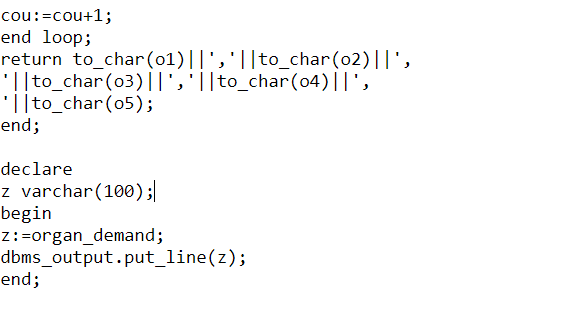 cou:=cou+1;
end loop;
return to_char(o1)||','||to_char(o2)||',
'||to_char(o3)||','||to_char(o4)||',
'||to_char(o5);
end;
declare
z varchar(100);
begin
z:=organ_demand;
dbms_output.put_line(z);
end;